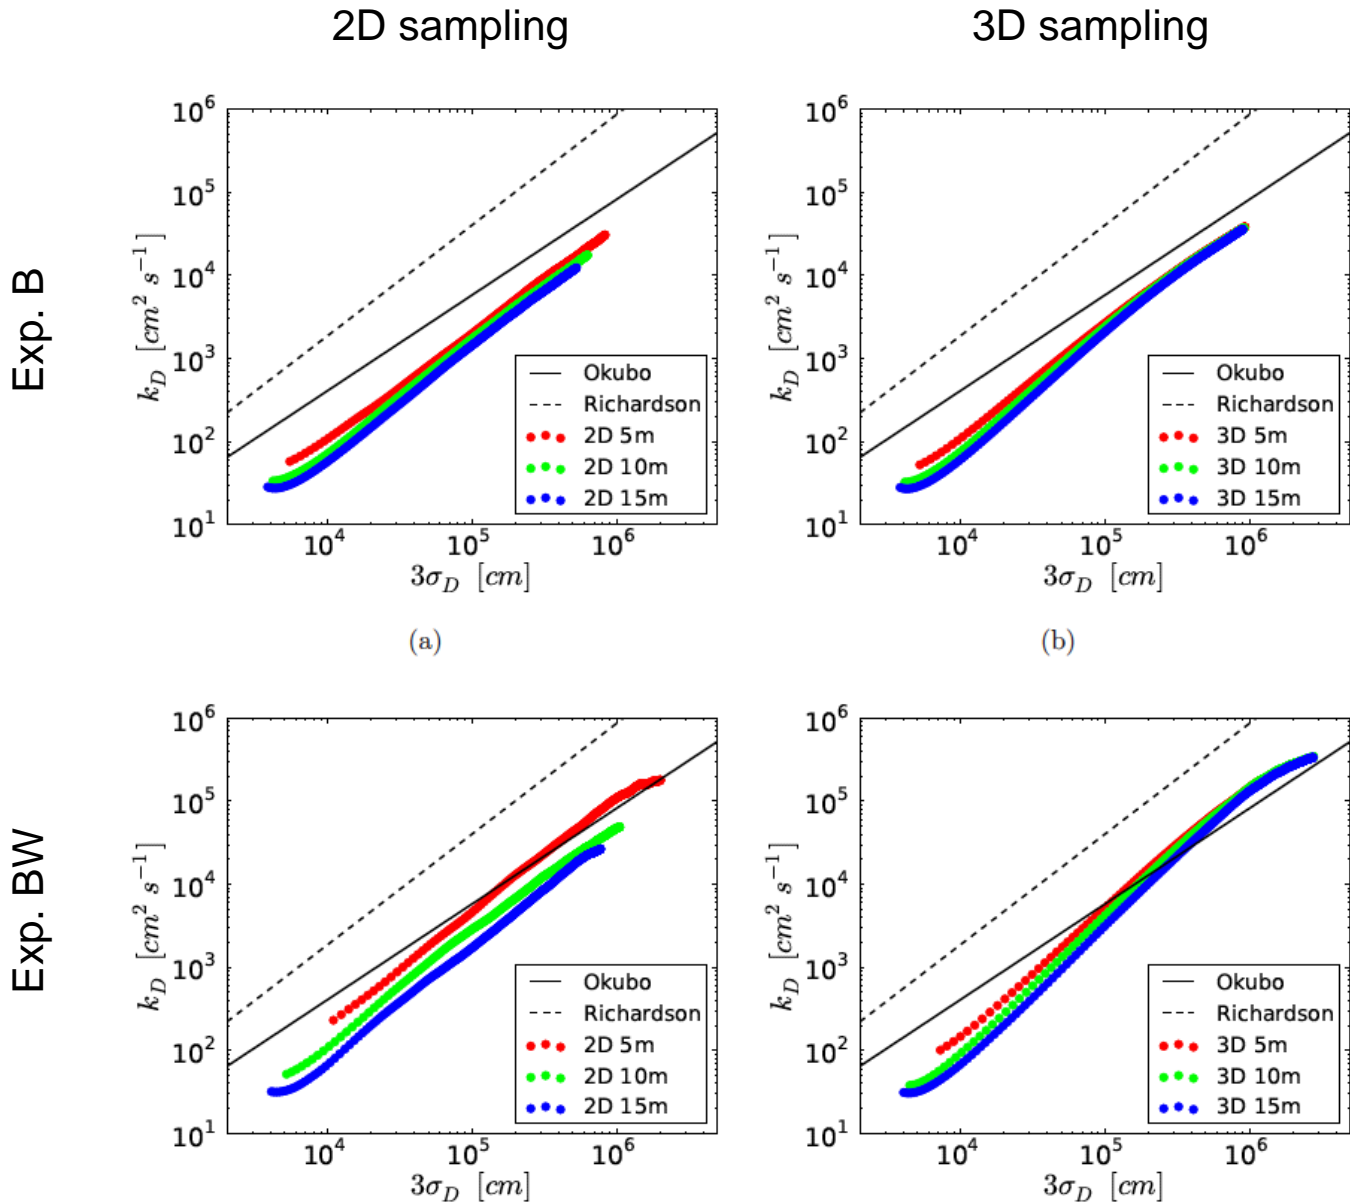 2D sampling
3D sampling
Exp. B
10^6
10^5
10^4
10^3
10^2
10^1
k_D [cm^2 s^{-1}]
Okubo
Richardson
2D 5m
2D 10m
2D 15m
10^4 10^5 10^6
3σ_D [cm]
(a)
10^6
10^5
10^4
10^3
10^2
10^1
k_D [cm^2 s^{-1}]
Okubo
Richardson
3D 5m
3D 10m
3D 15m
10^4 10^5 10^6
3σ_D [cm]
(b)
Exp. BW
10^6
10^5
10^4
10^3
10^2
10^1
k_D [cm^2 s^{-1}]
Okubo
Richardson
2D 5m
2D 10m
2D 15m
10^4 10^5 10^6
3σ_D [cm]
10^6
10^5
10^4
10^3
10^2
10^1
k_D [cm^2 s^{-1}]
Okubo
Richardson
3D 5m
3D 10m
3D 15m
10^4 10^5 10^6
3σ_D [cm]